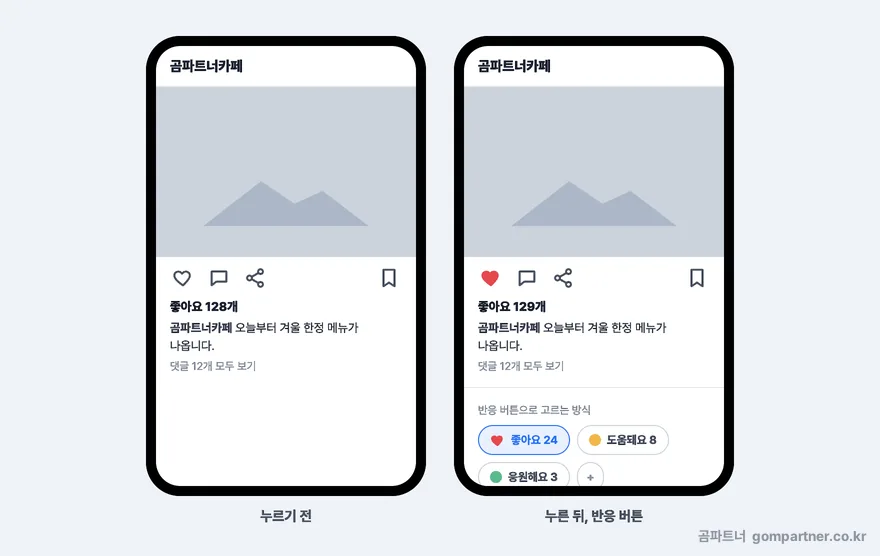 곰파트너카페
좋아요 128개
곰파트너카페 오늘부터 겨울 한정 메뉴가
나옵니다.
댓글 12개 모두 보기
누르기 전
곰파트너카페
좋아요 129개
곰파트너카페 오늘부터 겨울 한정 메뉴가
나옵니다.
댓글 12개 모두 보기
반응 버튼으로 고르는 방식
좋아요 24
도움돼요 8
응원해요 3
+
누른 뒤, 반응 버튼
곰파트너 gompartner.co.kr